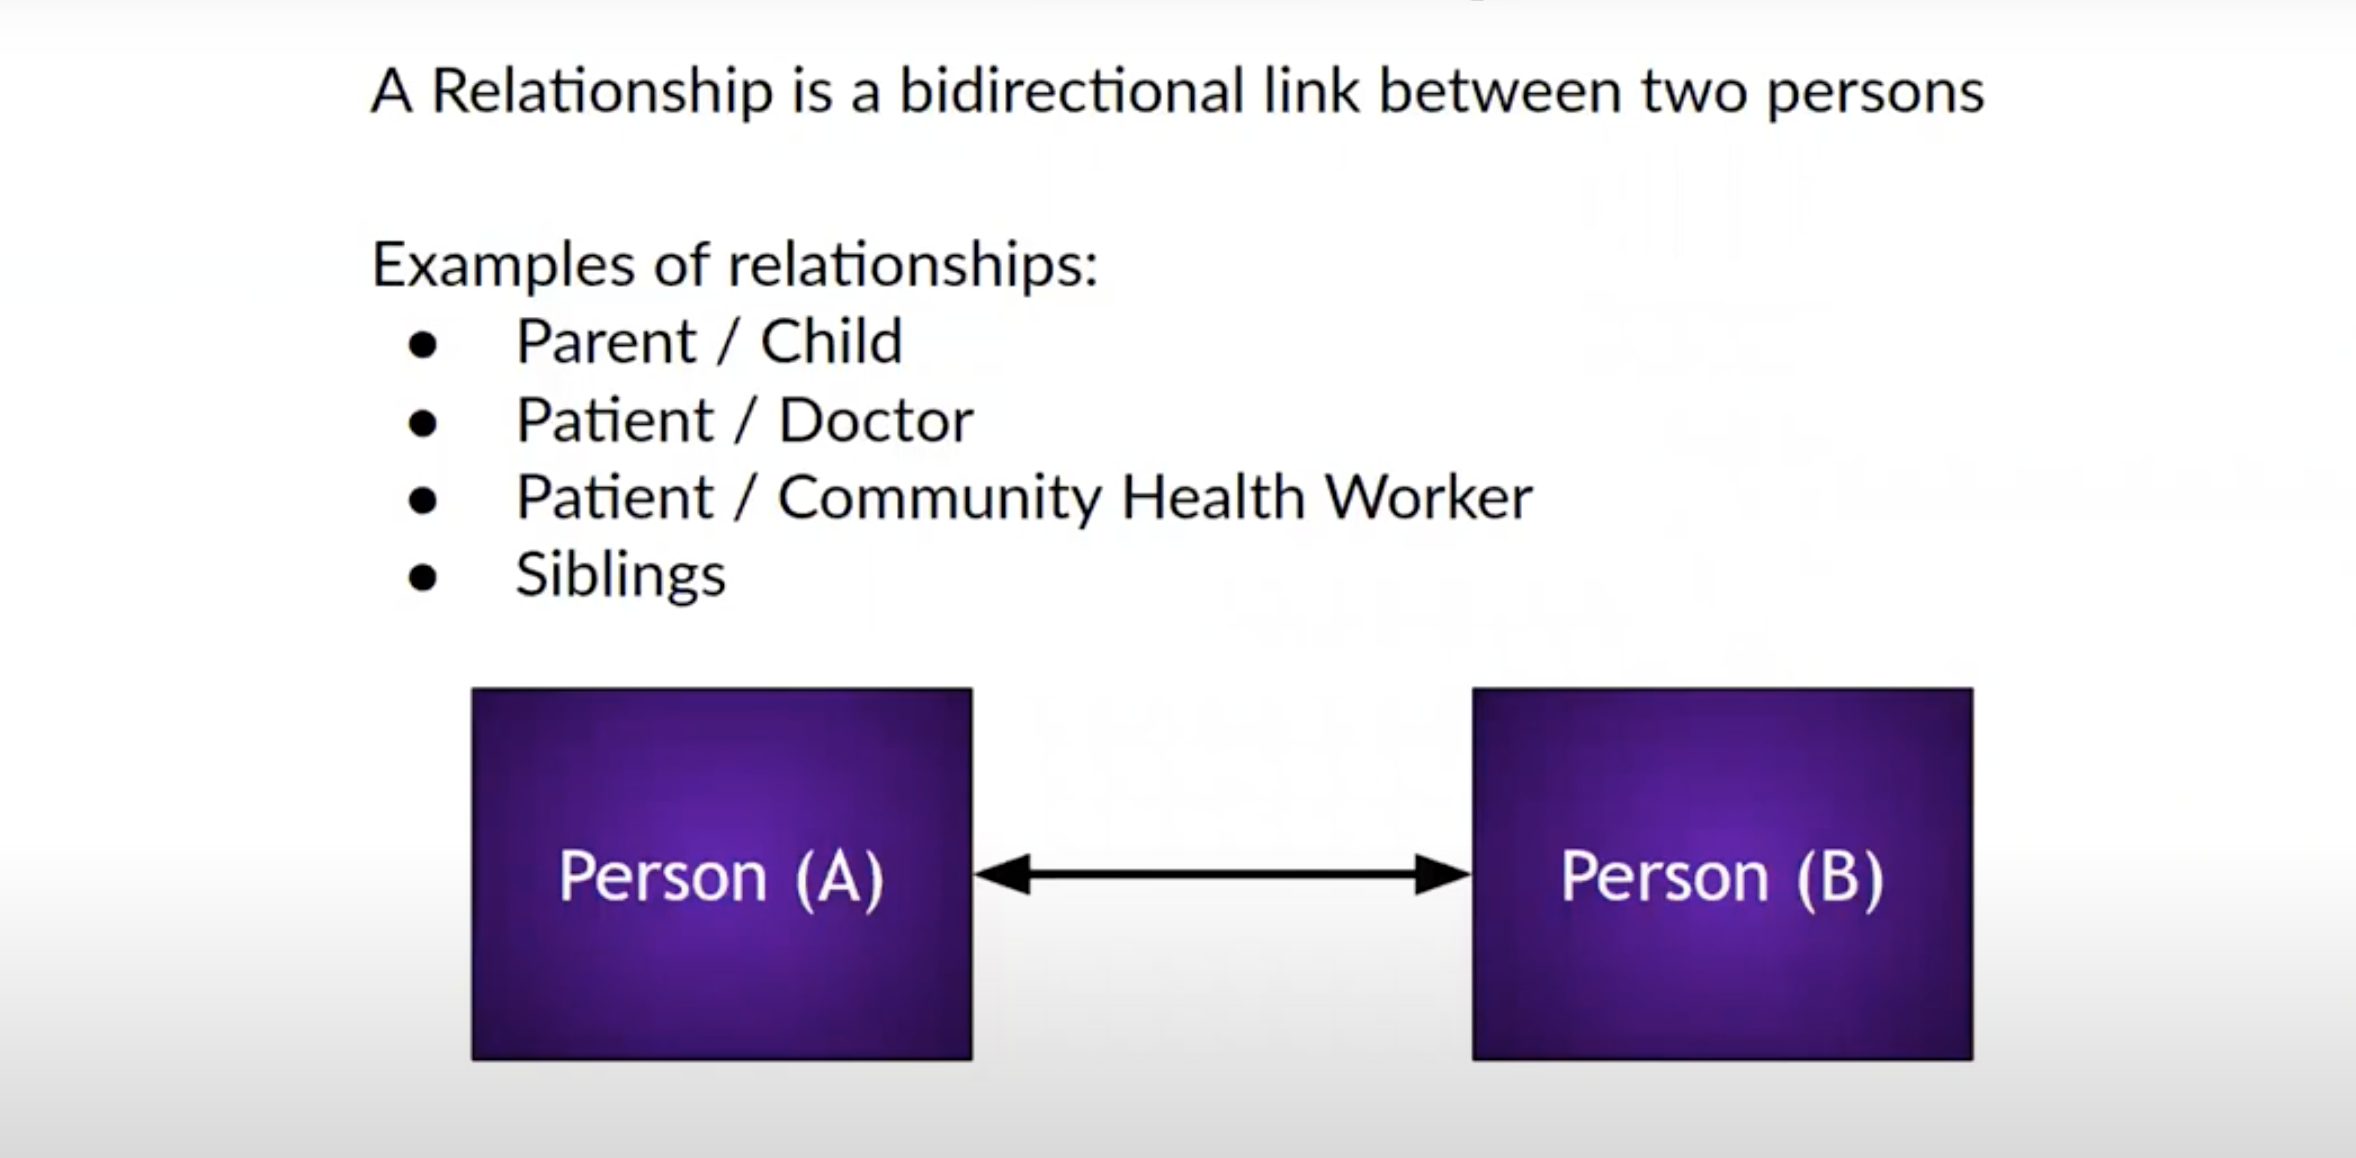 A Relationship is a bidirectional link between two persons
Examples of relationships:
● Parent / Child
● Patient / Doctor
● Patient / Community Health Worker
● Siblings
Person (A)
Person (B)